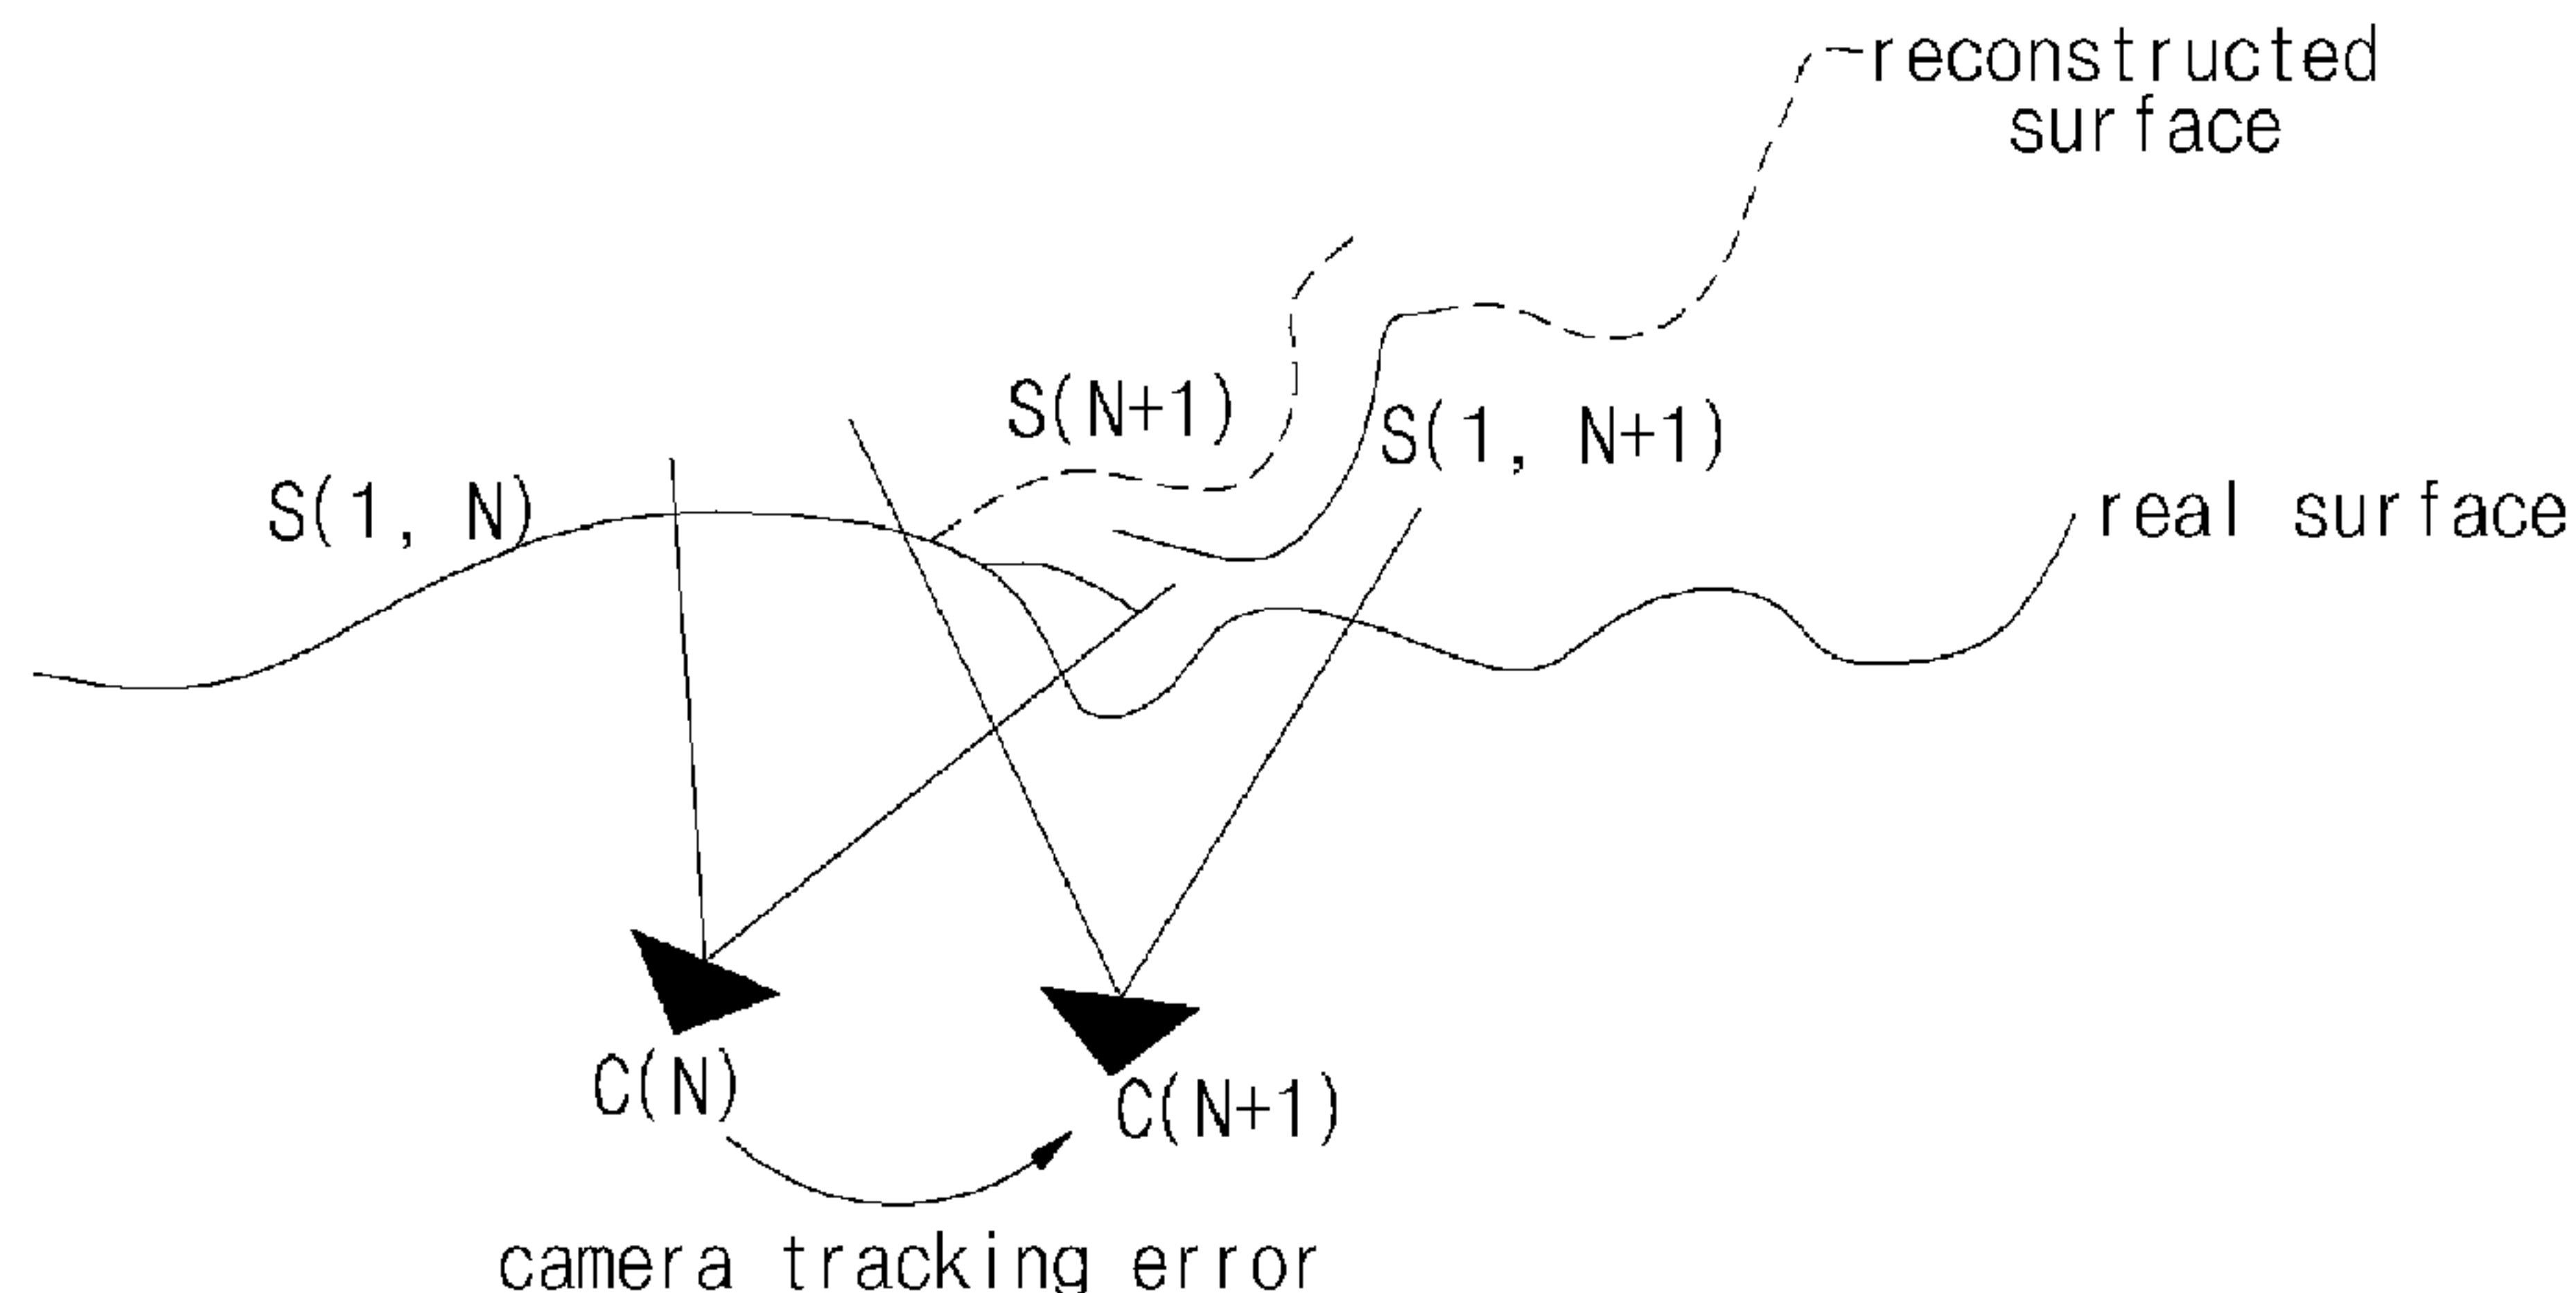 reconstructed
surface
S(N+1)
S(1, N+1)
S(1, N)
real surface
C(N)
C(N+1)
camera tracking error